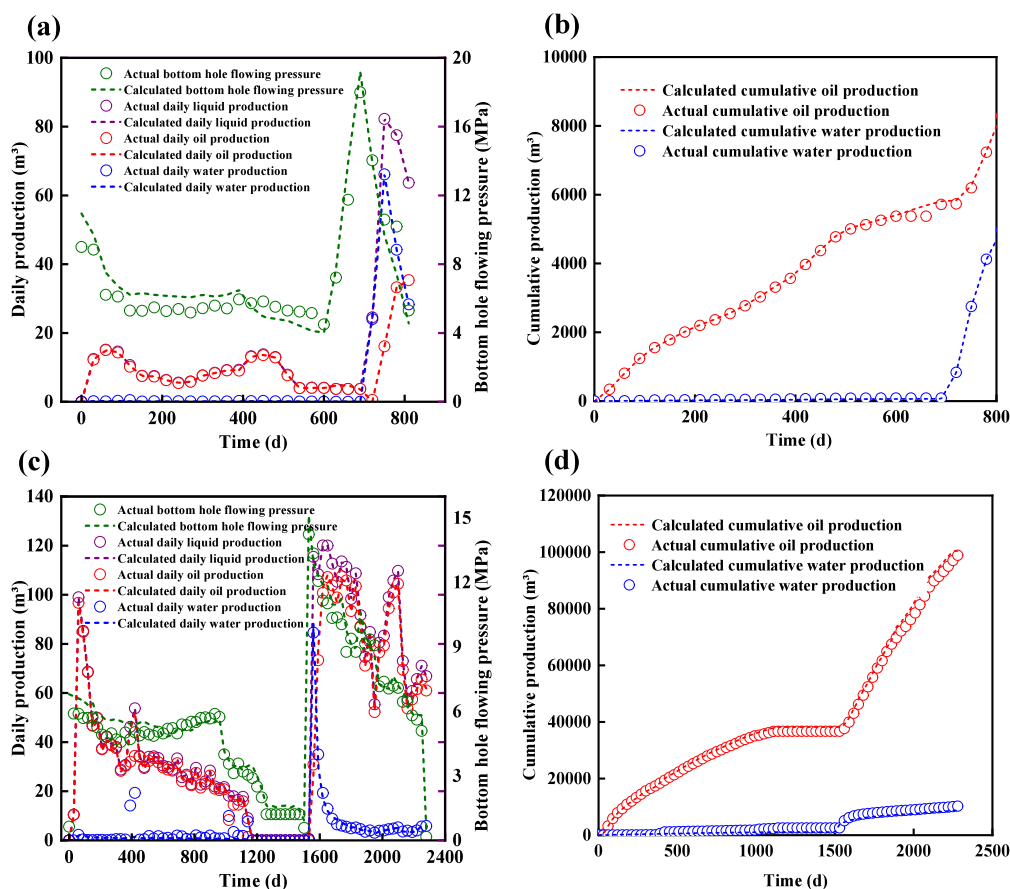 (a)
100
80
60
40
20
0
Daily production (m³)
20
16
12
8
4
0
Bottom hole flowing pressure (MPa)
Actual bottom hole flowing pressure
Calculated bottom hole flowing pressure
Actual daily liquid production
Calculated daily liquid production
Actual daily oil production
Calculated daily oil production
Actual daily water production
Calculated daily water production
0 200 400 600 800
Time (d)
(b)
10000
8000
6000
4000
2000
0
Cumulative production (m³)
Calculated cumulative oil production
Actual cumulative oil production
Calculated cumulative water production
Actual cumulative water production
0 200 400 600 800
Time (d)
(c)
140
120
100
80
60
40
20
0
Daily production (m³)
15
12
9
6
3
0
Bottom hole flowing pressure (MPa)
Actual bottom hole flowing pressure
Calculated bottom hole flowing pressure
Actual daily liquid production
Calculated daily liquid production
Actual daily oil production
Calculated daily oil production
Actual daily water production
Calculated daily water production
0 400 800 1200 1600 2000 2400
Time (d)
(d)
120000
100000
80000
60000
40000
20000
0
Cumulative production (m³)
Calculated cumulative oil production
Actual cumulative oil production
Calculated cumulative water production
Actual cumulative water production
0 500 1000 1500 2000 2500
Time (d)